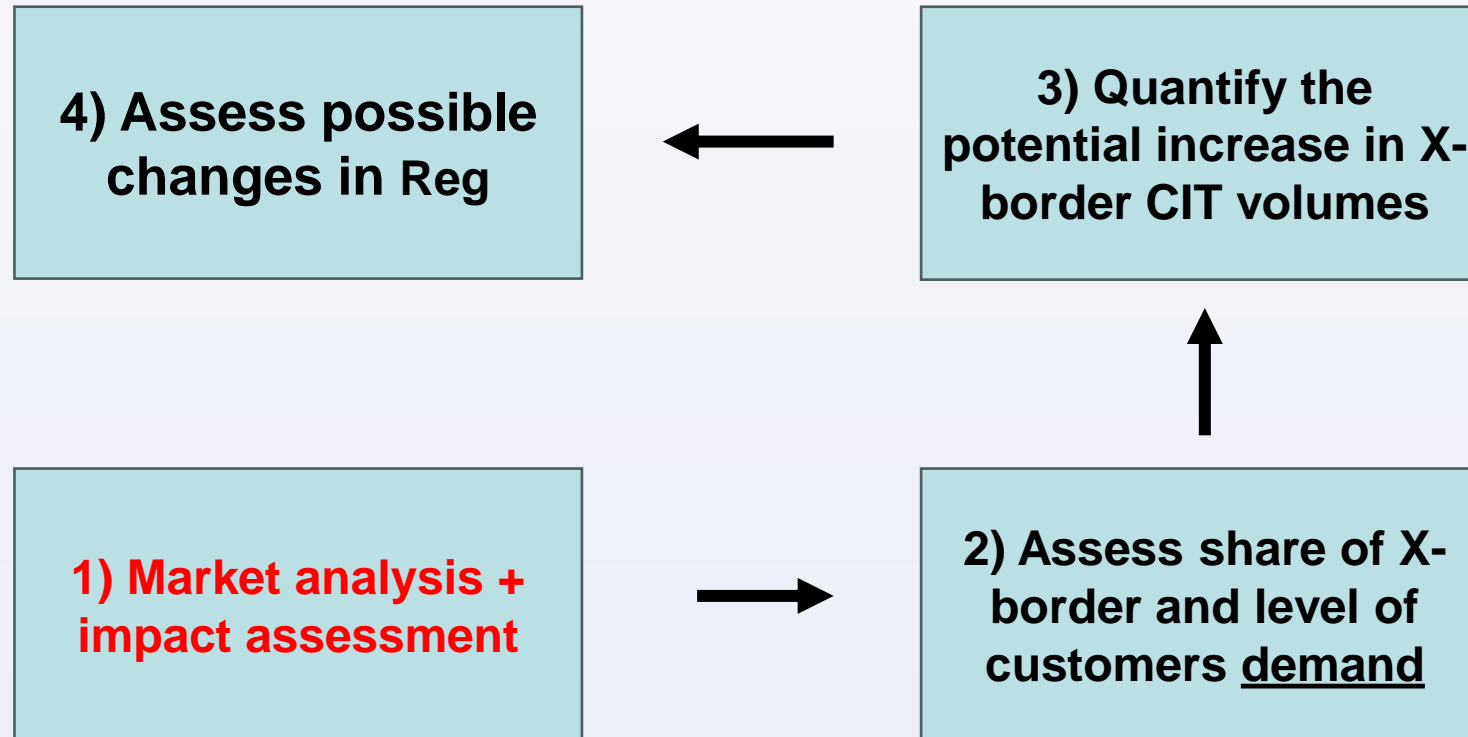 4) Assess possible
changes in Reg
3) Quantify the
potential increase in X-
border CIT volumes
1) Market analysis +
impact assessment
2) Assess share of X-
border and level of
customers demand